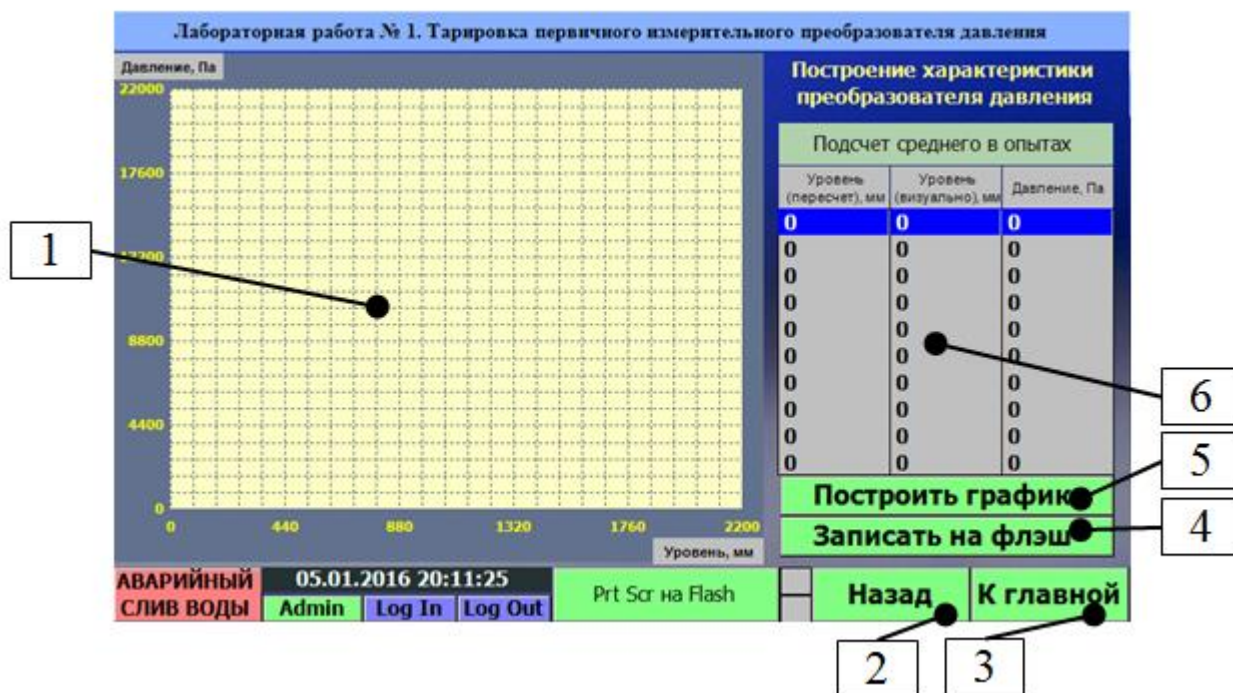 Лабораторная работа № 1. Тарировка первичного измерительного преобразователя давления
Давление, Па
22000
17600
13200
8800
4400
0
0 440 880 1320 1760 2200
Уровень, мм
Построение характеристики
преобразователя давления
Подсчет среднего в опытах
Уровень (пересчет), мм
Уровень (визуально), мм
Давление, Па
0 0 0
0 0 0
0 0 0
0 0 0
0 0 0
0 0 0
0 0 0
0 0 0
0 0 0
0 0 0
Построить график
Записать на флэш
АВАРИЙНЫЙ
СЛИВ ВОДЫ
05.01.2016 20:11:25
Admin Log In Log Out
Prt Scr на Flash
Назад
К главной
1
6
5
4
2
3